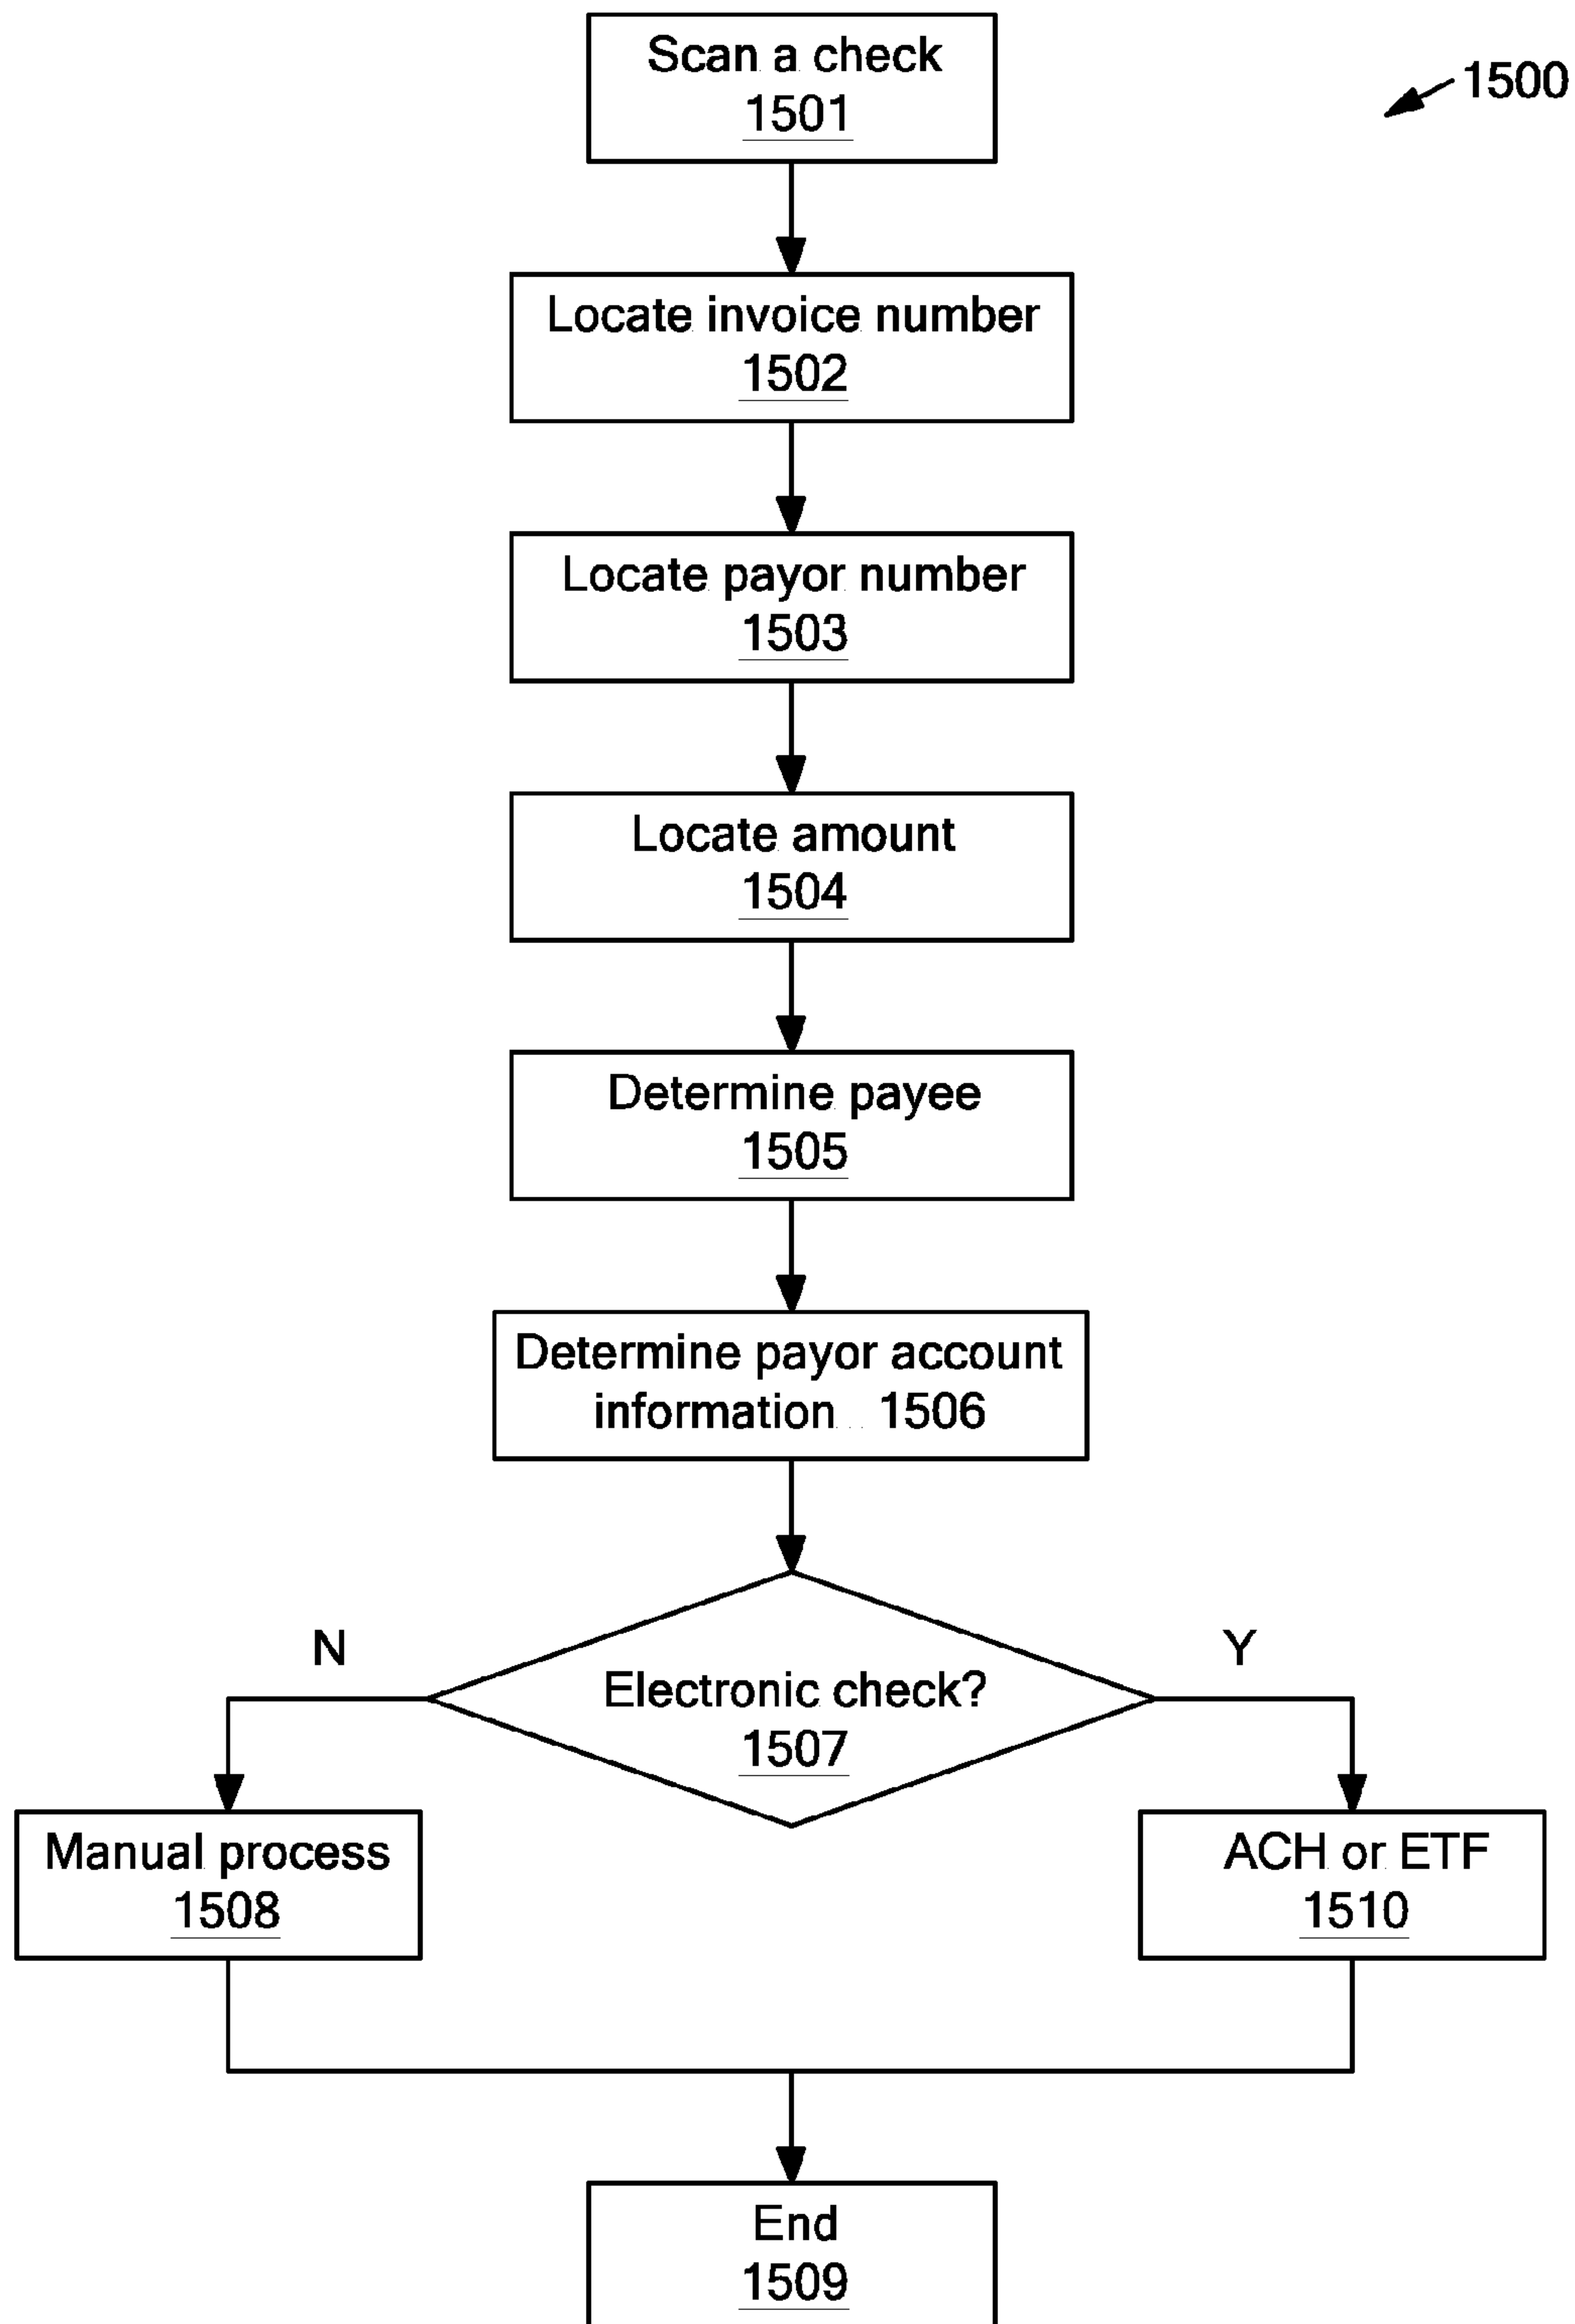 Scan a check
1501
1500
Locate invoice number
1502
Locate payor number
1503
Locate amount
1504
Determine payee
1505
Determine payor account
information 1506
N
Y
Electronic check?
1507
Manual process
1508
ACH or ETF
1510
End
1509